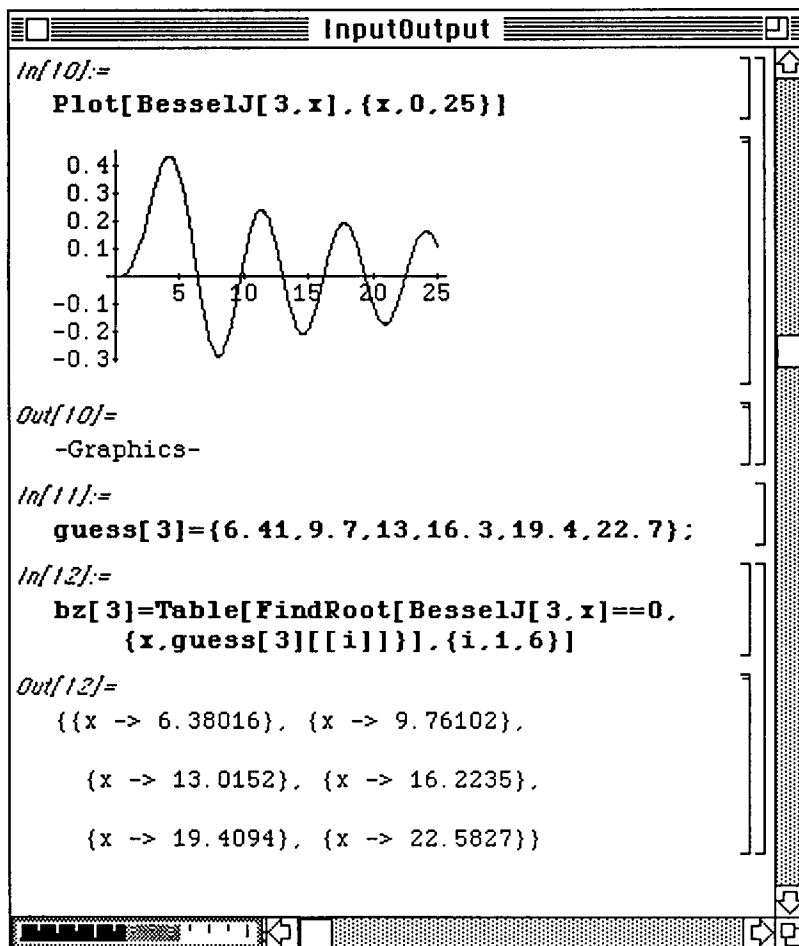 InputOutput
In[10]:=
Plot[BesselJ[3,x],{x,0,25}]
0.4
0.3
0.2
0.1
5 10 15 20 25
-0.1
-0.2
-0.3
Out[10]=
-Graphics-
In[11]:=
guess[3]={6.41,9.7,13,16.3,19.4,22.7};
In[12]:=
bz[3]=Table[FindRoot[BesselJ[3,x]==0,
{x,guess[3][[i]]}],{i,1,6}]
Out[12]=
{{x -> 6.38016}, {x -> 9.76102},
{x -> 13.0152}, {x -> 16.2235},
{x -> 19.4094}, {x -> 22.5827}}